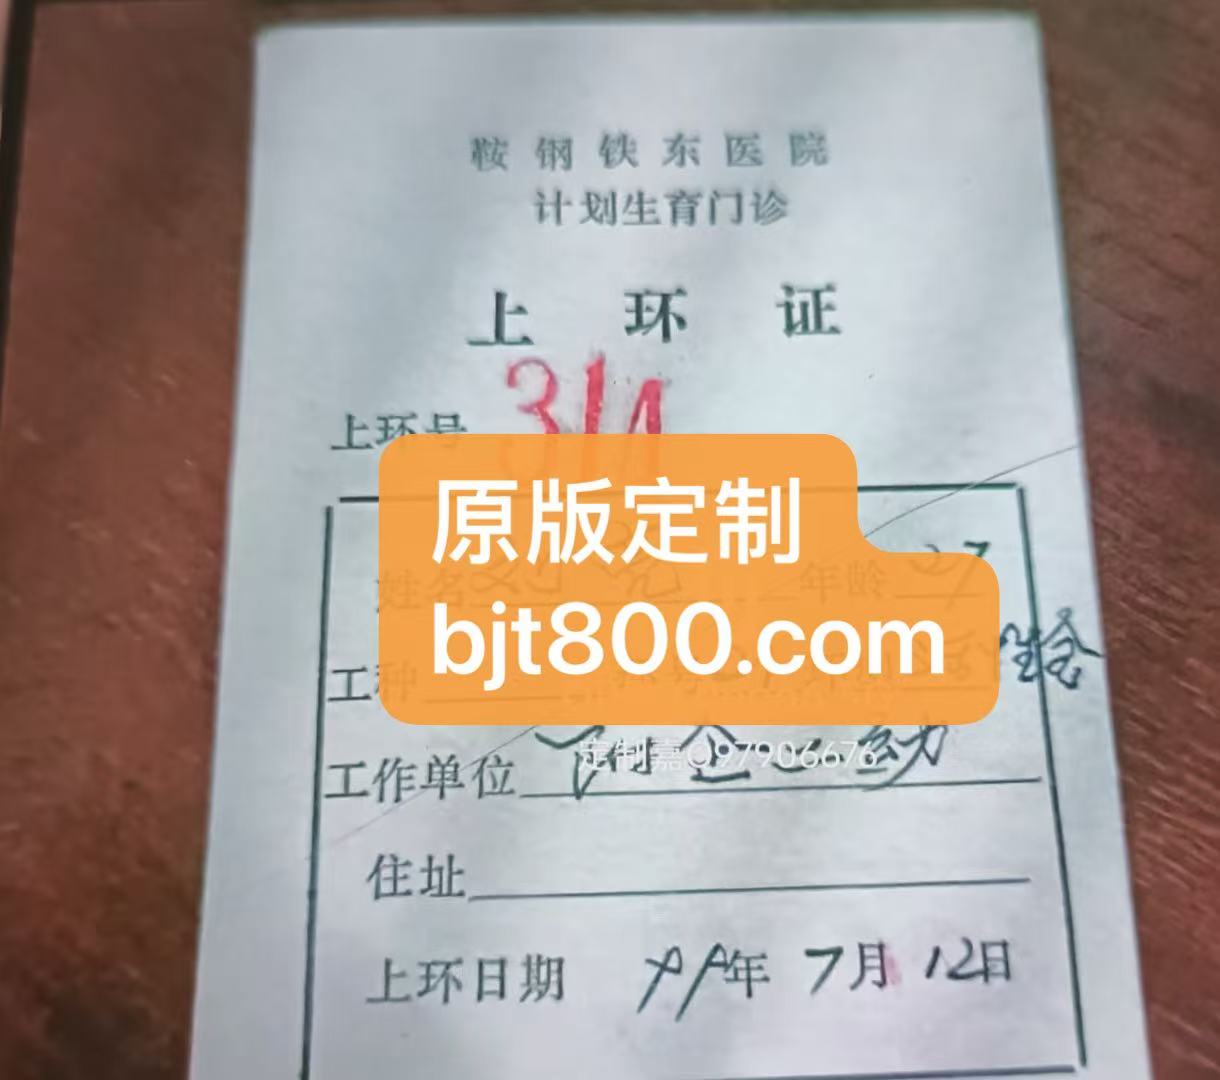 鞍钢铁东医院
计划生育门诊
上环证
上环号
原版定制
姓名 年龄 27
bjt800.com
工种
定制嘉Q97906676
工作单位
住址
上环日期 99年7月12日